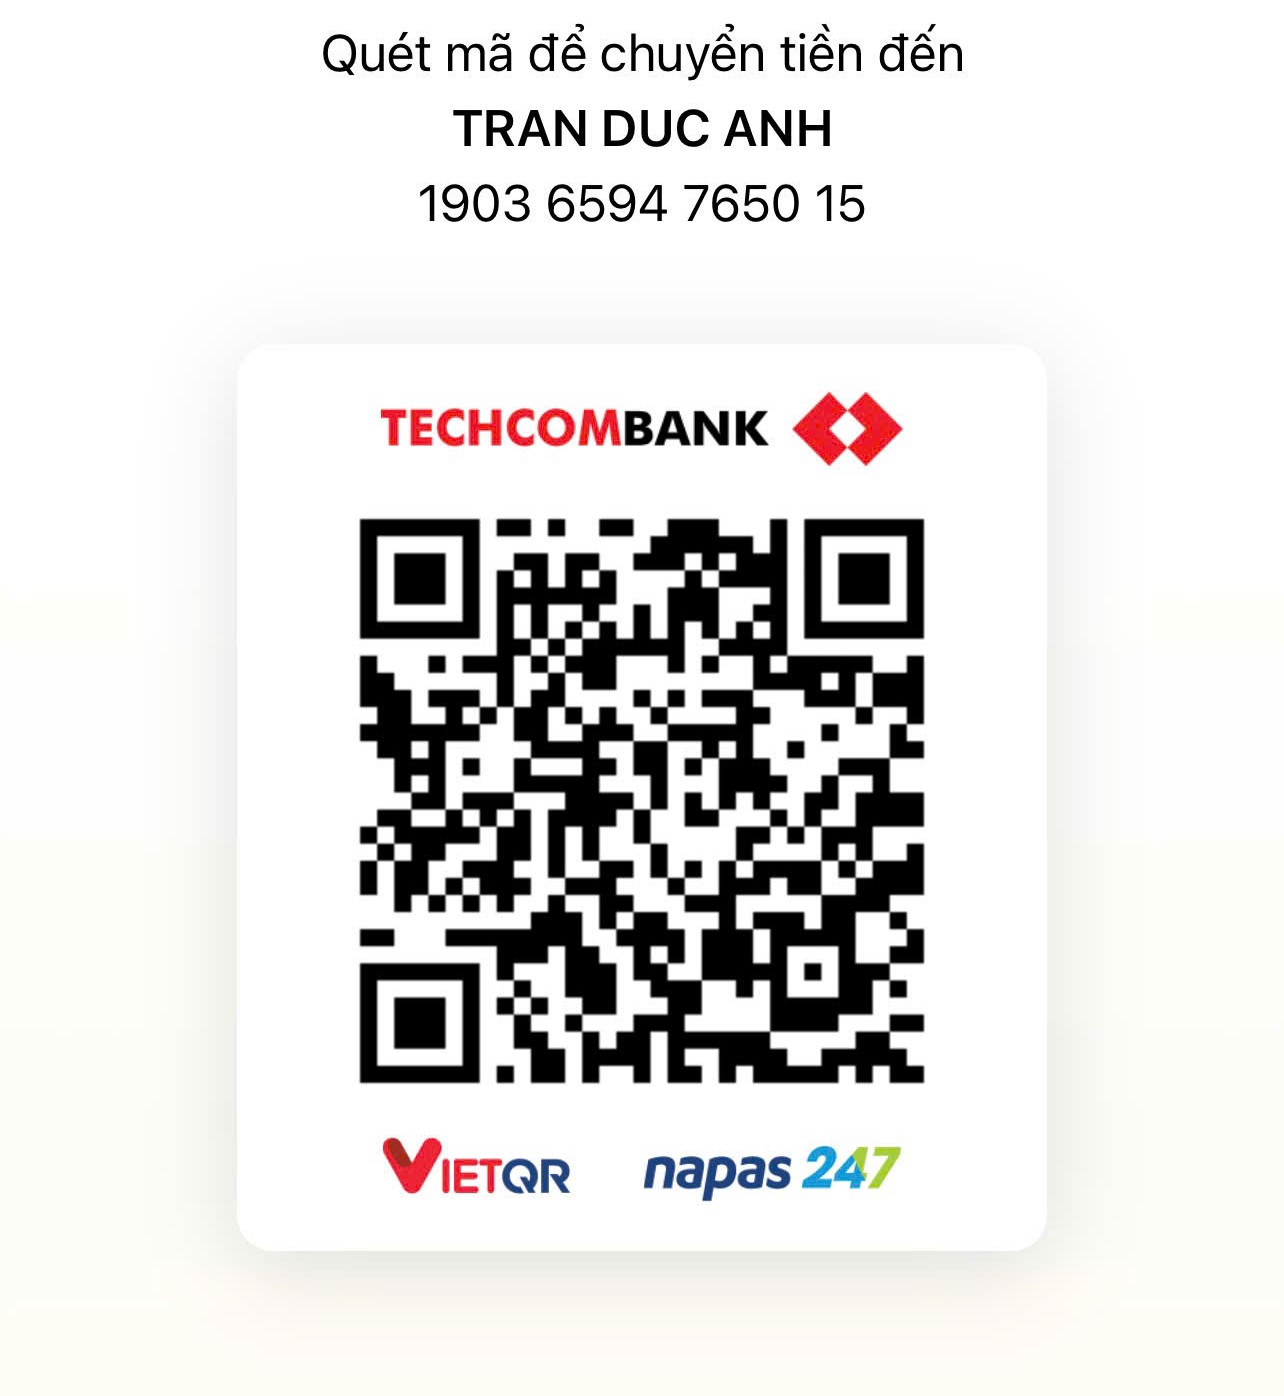 Quét mã để chuyển tiền đến
TRAN DUC ANH
1903 6594 7650 15
TECHCOMBANK
VIETQR
napas 247